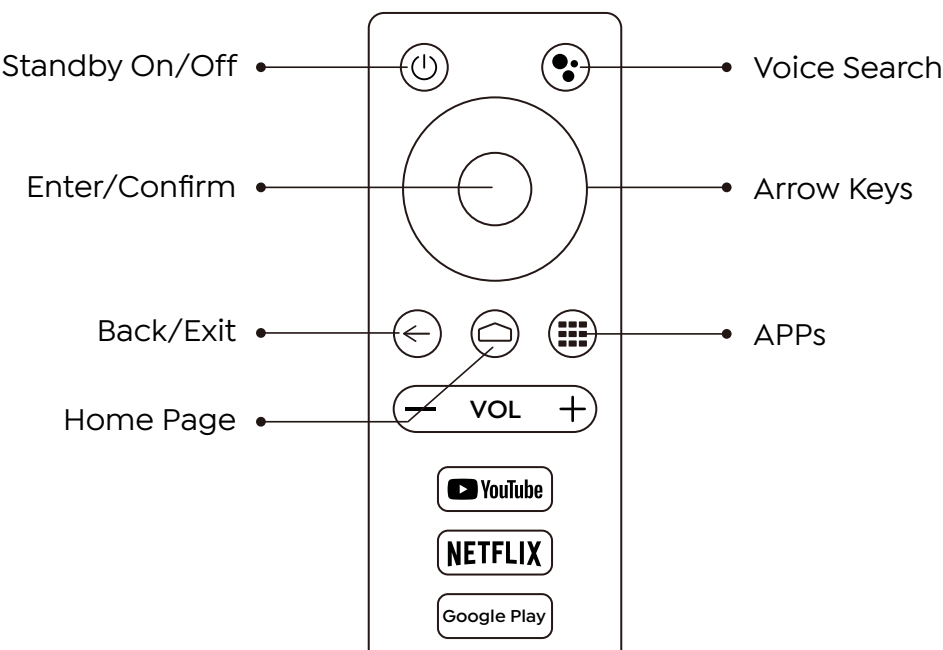 Standby On/Off
Voice Search
Enter/Confirm
Arrow Keys
Back/Exit
APPs
Home Page
VOL
YouTube
NETFLIX
Google Play